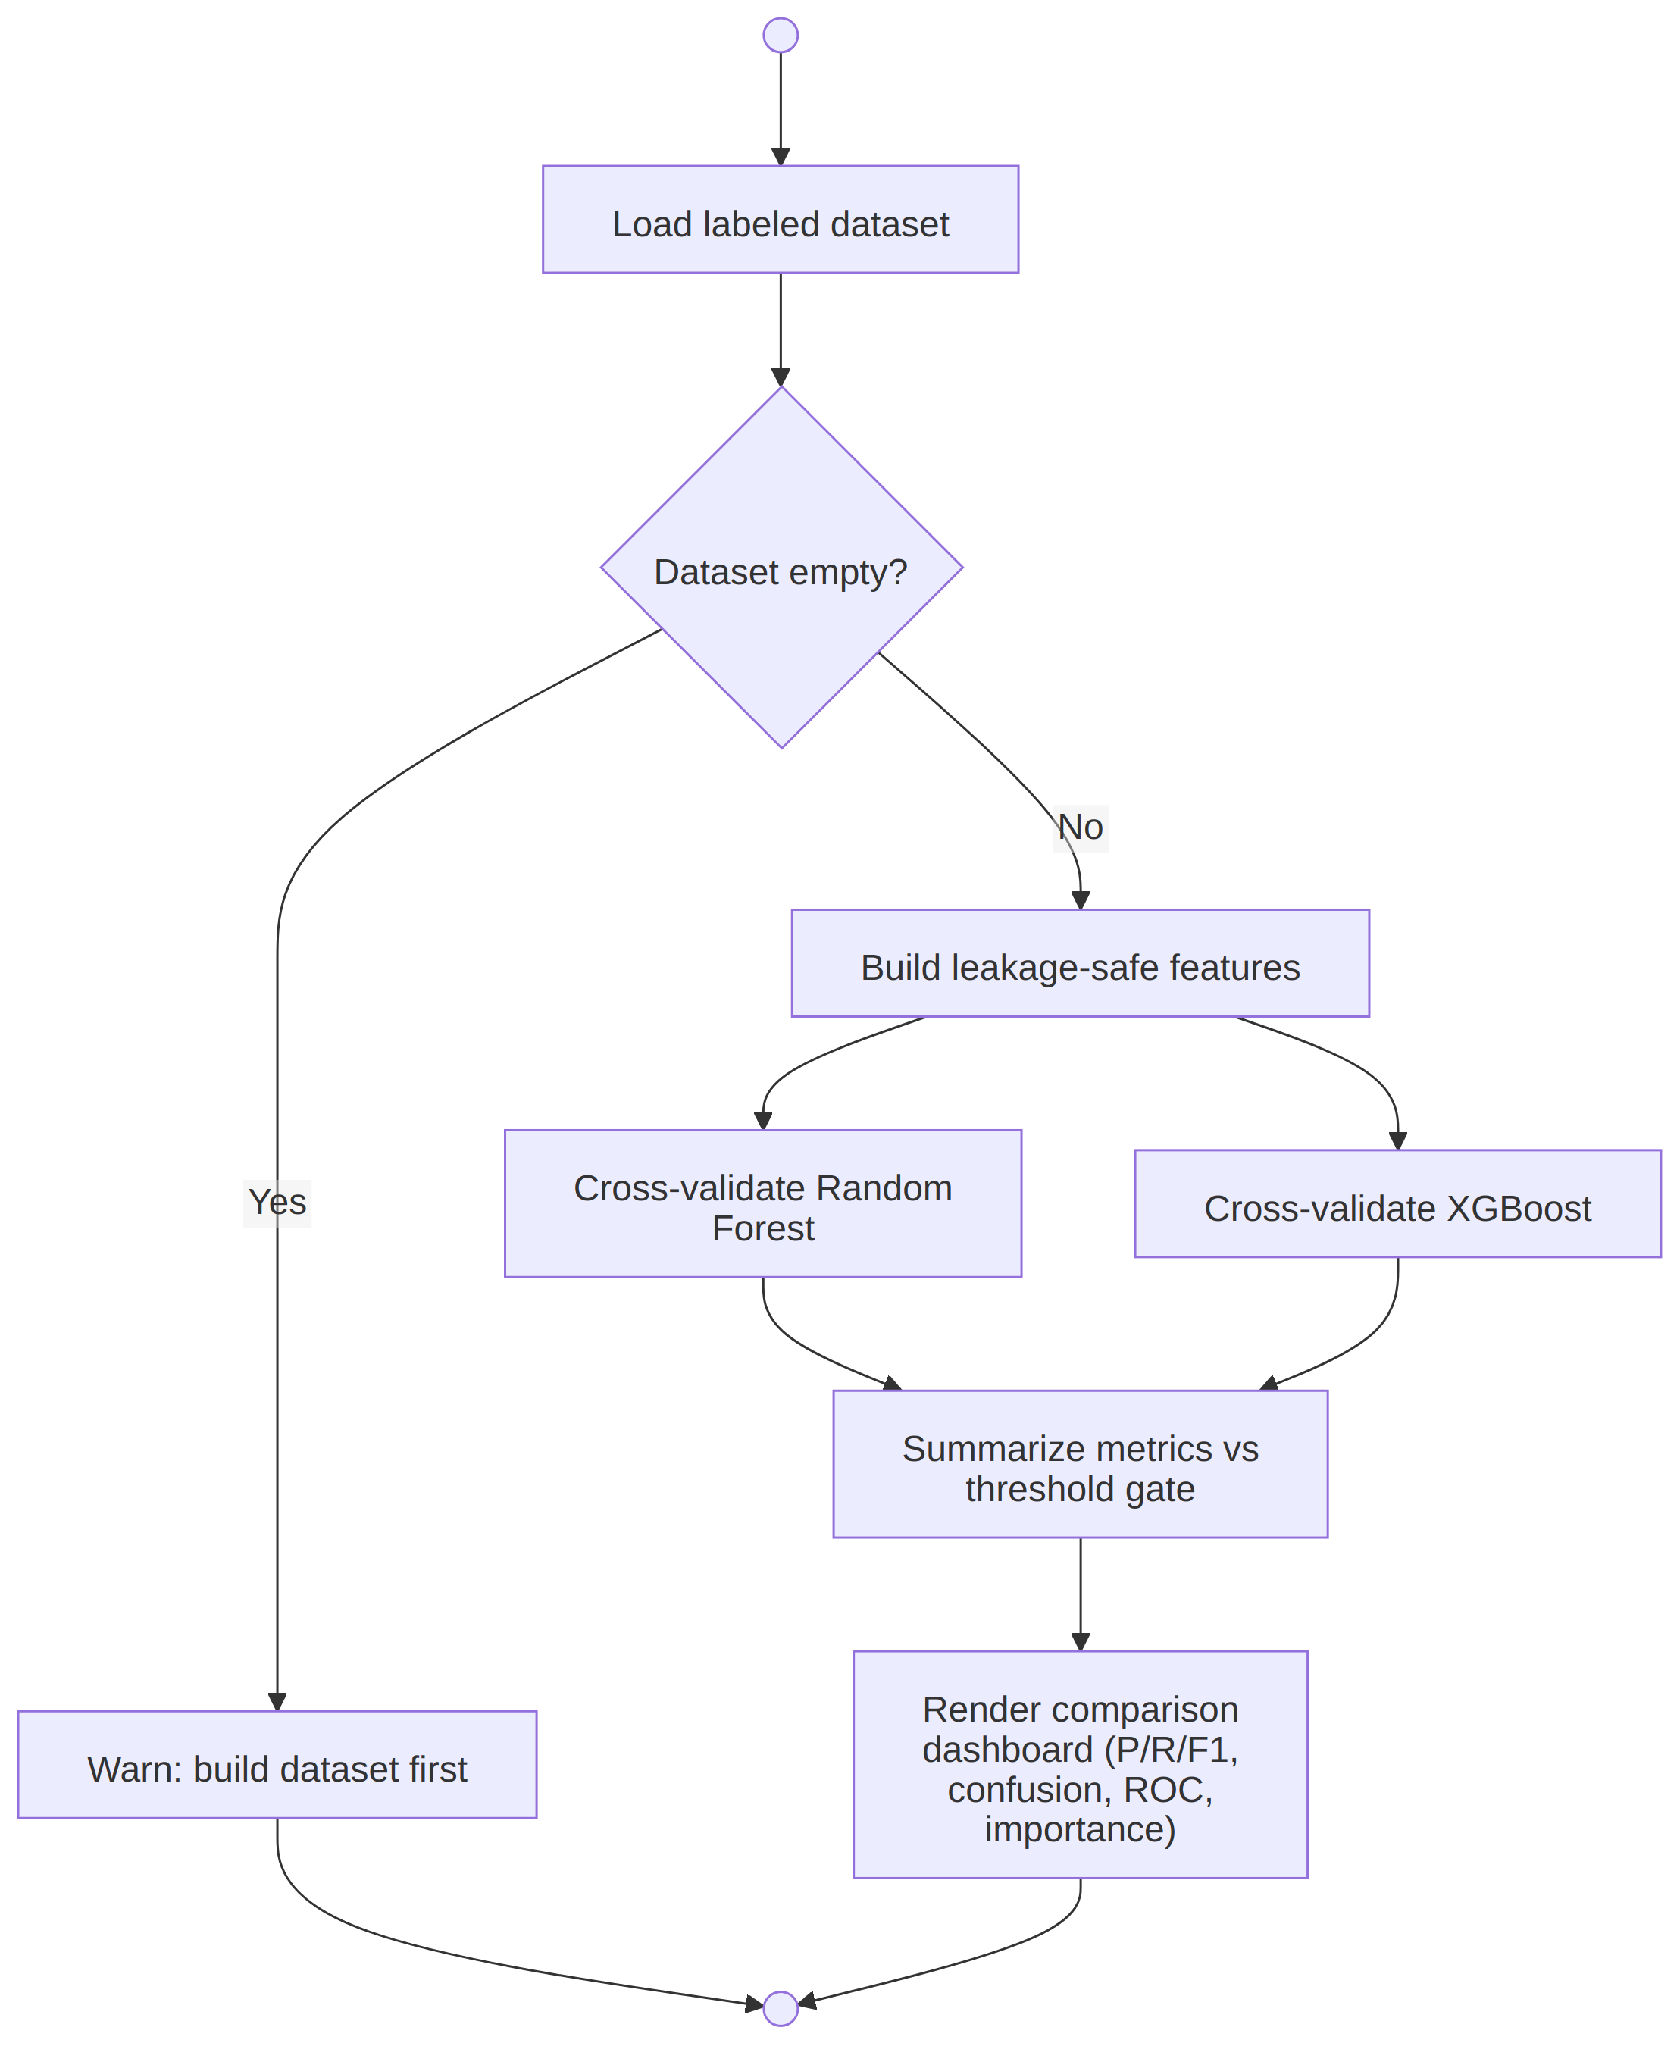 Load labeled dataset
Dataset empty?
No
Build leakage-safe features
Yes
Cross-validate Random
Forest
Cross-validate XGBoost
Summarize metrics vs
threshold gate
Render comparison
dashboard (P/R/F1,
confusion, ROC,
importance)
Warn: build dataset first